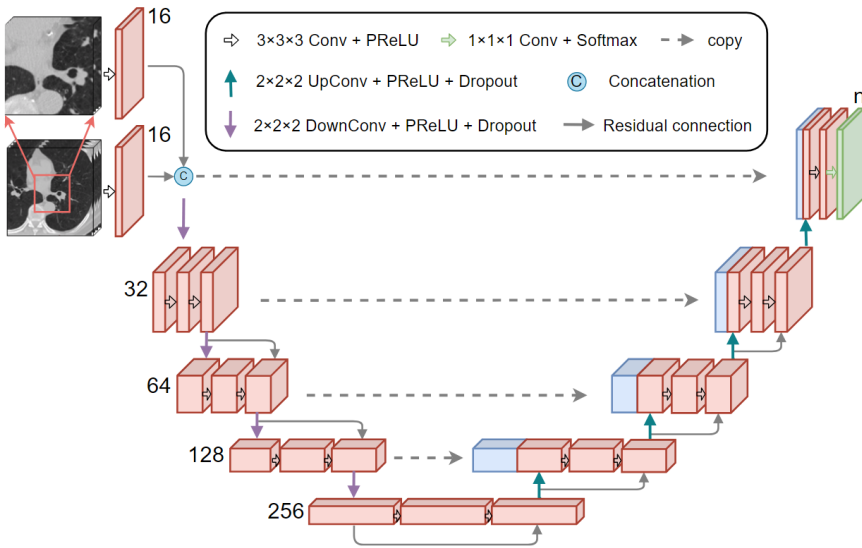 16
3×3×3 Conv + PReLU
1×1×1 Conv + Softmax
copy
2×2×2 UpConv + PReLU + Dropout
C
Concatenation
2×2×2 DownConv + PReLU + Dropout
Residual connection
n
16
C
32
64
128
256